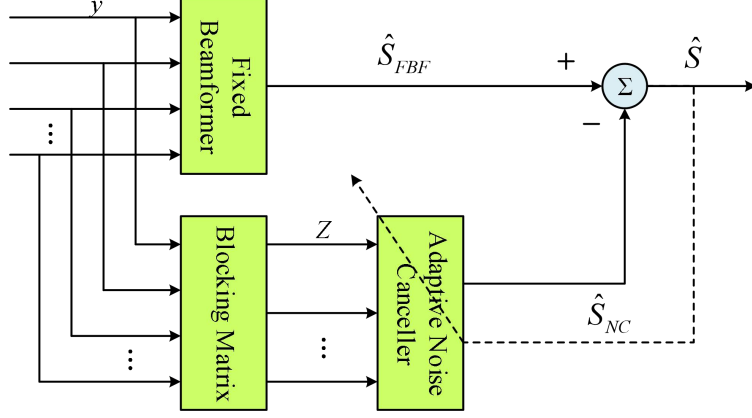 y
Fixed
Beamformer
Ŝ_FBF
+
Σ
Ŝ
−
...
Blocking Matrix
Z
Adaptive Noise
Canceller
Ŝ_NC
...
...